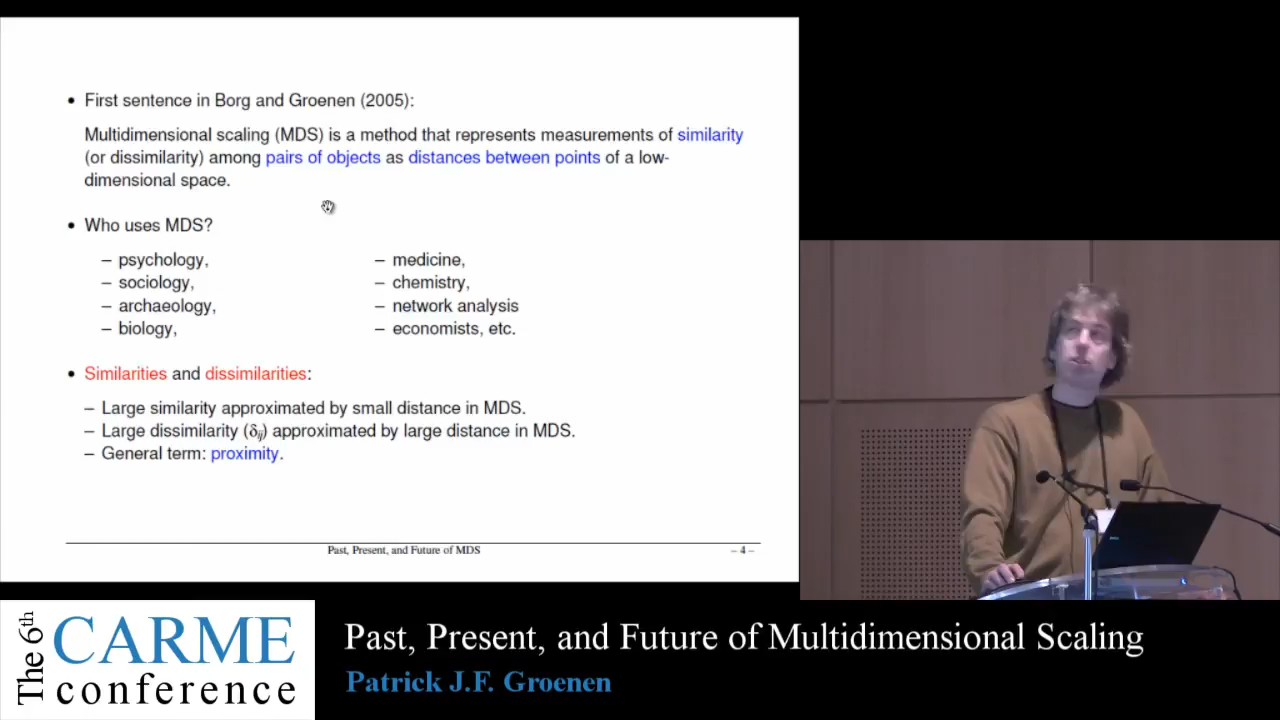 • First sentence in Borg and Groenen (2005):
Multidimensional scaling (MDS) is a method that represents measurements of similarity
(or dissimilarity) among pairs of objects as distances between points of a low-
dimensional space.
• Who uses MDS?
– psychology,
– sociology,
– archaeology,
– biology,
– medicine,
– chemistry,
– network analysis
– economists, etc.
• Similarities and dissimilarities:
– Large similarity approximated by small distance in MDS.
– Large dissimilarity (δij) approximated by large distance in MDS.
– General term: proximity.
Past, Present, and Future of MDS
– 4 –
The 6th
CARME
conference
Past, Present, and Future of Multidimensional Scaling
Patrick J.F. Groenen